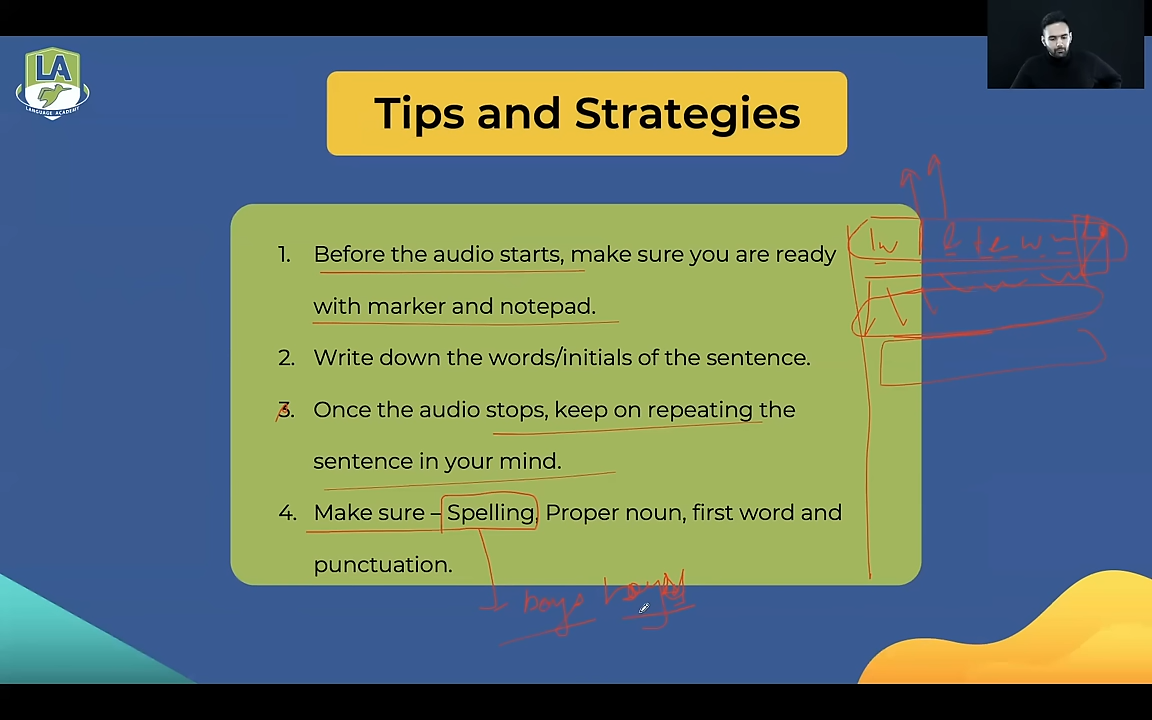 LA
LANGUAGE ACADEMY
Tips and Strategies
1. Before the audio starts, make sure you are ready
with marker and notepad.
2. Write down the words/initials of the sentence.
3. Once the audio stops, keep on repeating the
sentence in your mind.
4. Make sure – Spelling, Proper noun, first word and
punctuation.
boys